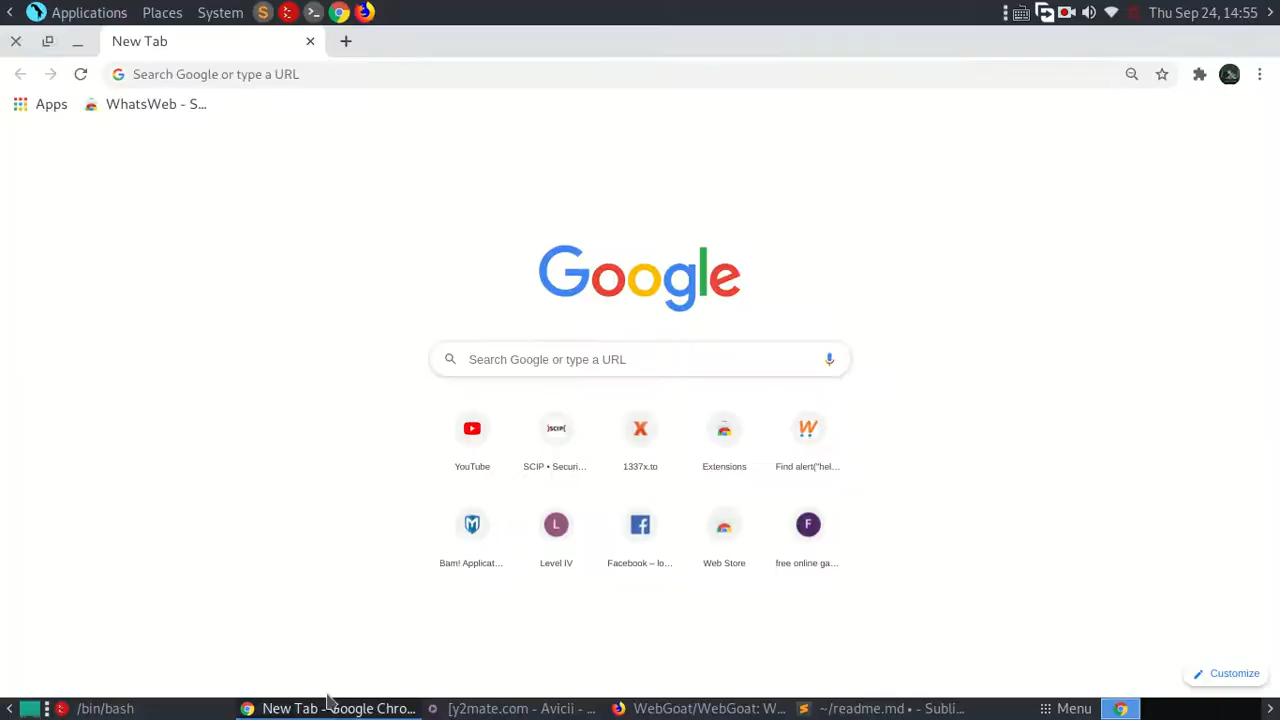 Applications Places System Thu Sep 24, 14:55
New Tab
Search Google or type a URL
Apps WhatsWeb - S...
Google
Search Google or type a URL
YouTube )SCIP( SCIP • Securi... 1337x.to Extensions Find alert("hel...
Bam! Applicat... L Level IV Facebook – lo... Web Store F free online ga...
Customize
/bin/bash New Tab - Google Chro... [y2mate.com - Avicii - ... WebGoat/WebGoat: W... ~/readme.md • - Subli... Menu